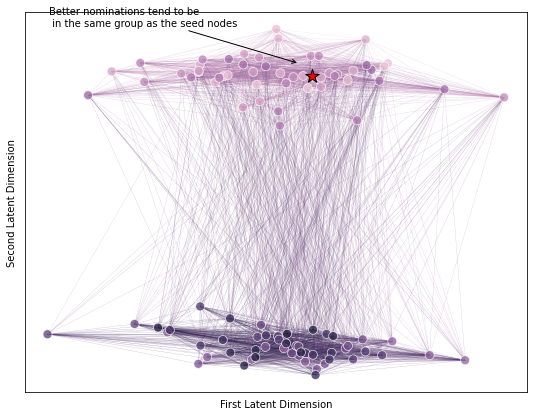 Better nominations tend to be
in the same group as the seed nodes
Second Latent Dimension
First Latent Dimension